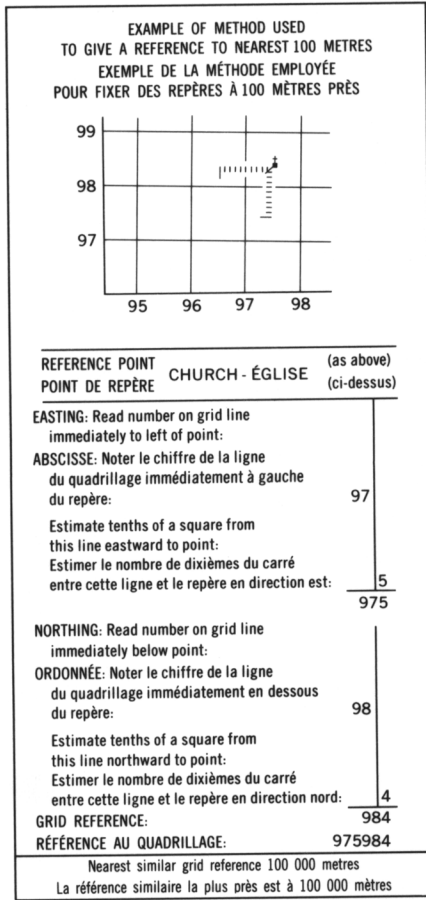 EXAMPLE OF METHOD USED
TO GIVE A REFERENCE TO NEAREST 100 METRES
EXEMPLE DE LA MÉTHODE EMPLOYÉE
POUR FIXER DES REPÈRES À 100 MÈTRES PRÈS
99
98
97
95 96 97 98
REFERENCE POINT
POINT DE REPÈRE
CHURCH - ÉGLISE
(as above)
(ci-dessus)
EASTING: Read number on grid line
immediately to left of point:
ABSCISSE: Noter le chiffre de la ligne
du quadrillage immédiatement à gauche
du repère: 97
Estimate tenths of a square from
this line eastward to point:
Estimer le nombre de dixièmes du carré
entre cette ligne et le repère en direction est: 5
975
NORTHING: Read number on grid line
immediately below point:
ORDONNÉE: Noter le chiffre de la ligne
du quadrillage immédiatement en dessous
du repère: 98
Estimate tenths of a square from
this line northward to point:
Estimer le nombre de dixièmes du carré
entre cette ligne et le repère en direction nord: 4
GRID REFERENCE: 984
RÉFÉRENCE AU QUADRILLAGE: 975984
Nearest similar grid reference 100 000 metres
La référence similaire la plus près est à 100 000 mètres